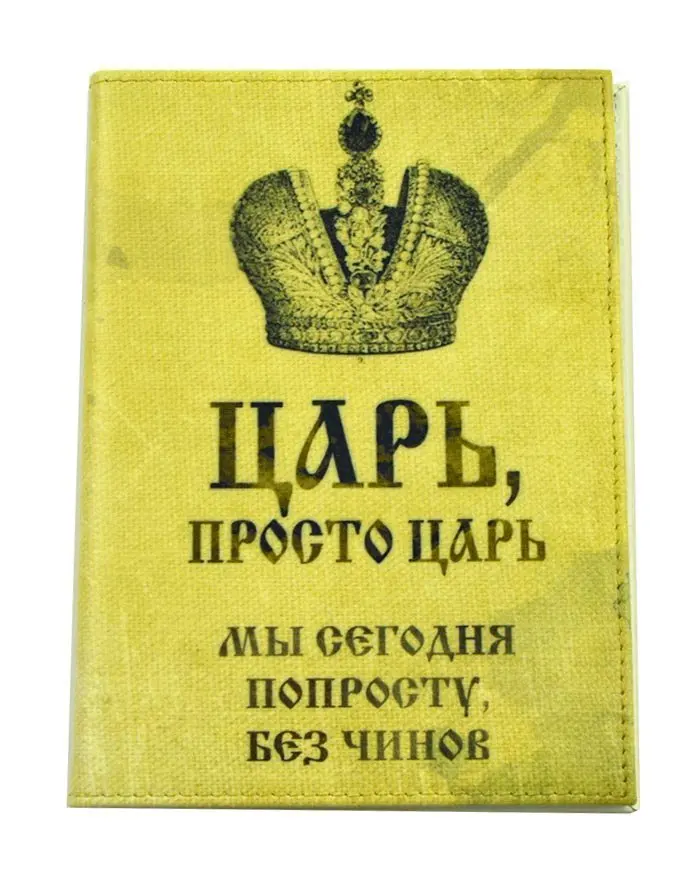 ЦАРЬ,
ПРОСТО ЦАРЬ
МЫ СЕГОДНЯ
ПОПРОСТУ,
БЕЗ ЧИНОВ